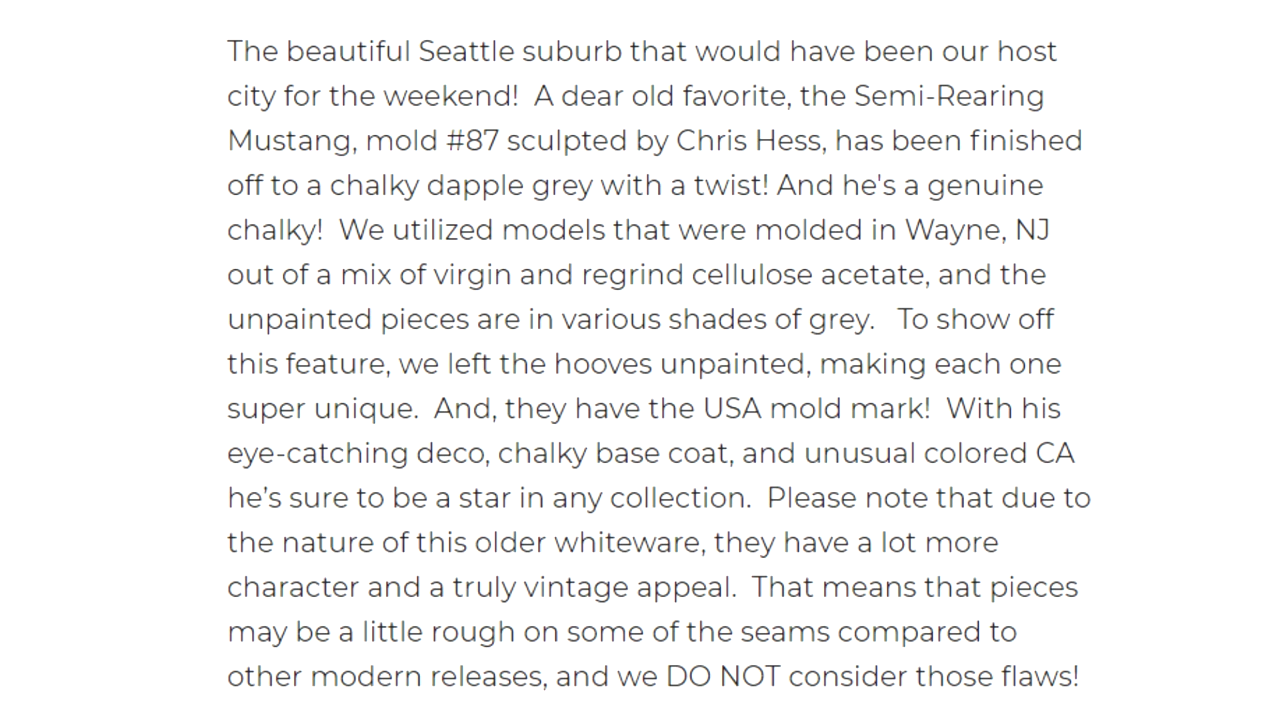 The beautiful Seattle suburb that would have been our host
city for the weekend!  A dear old favorite, the Semi-Rearing
Mustang, mold #87 sculpted by Chris Hess, has been finished
off to a chalky dapple grey with a twist! And he's a genuine
chalky!  We utilized models that were molded in Wayne, NJ
out of a mix of virgin and regrind cellulose acetate, and the
unpainted pieces are in various shades of grey.   To show off
this feature, we left the hooves unpainted, making each one
super unique.  And, they have the USA mold mark!  With his
eye-catching deco, chalky base coat, and unusual colored CA
he’s sure to be a star in any collection.  Please note that due to
the nature of this older whiteware, they have a lot more
character and a truly vintage appeal.  That means that pieces
may be a little rough on some of the seams compared to
other modern releases, and we DO NOT consider those flaws!